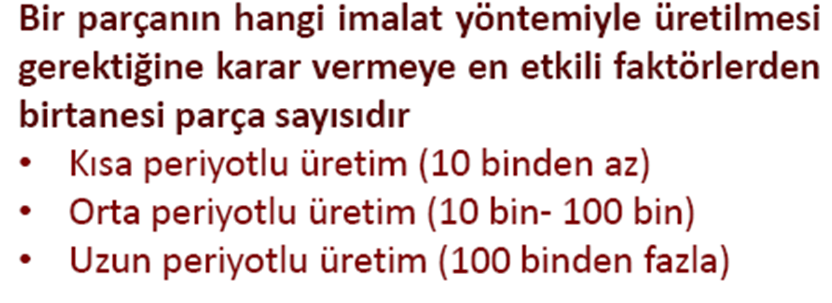 Bir parçanın hangi imalat yöntemiyle üretilmesi
gerektiğine karar vermeye en etkili faktörlerden
birtanesi parça sayısıdır
• Kısa periyotlu üretim (10 binden az)
• Orta periyotlu üretim (10 bin- 100 bin)
• Uzun periyotlu üretim (100 binden fazla)